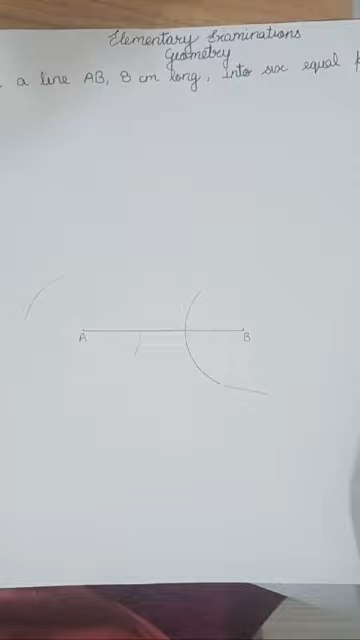 Elementary Examinations
Geometry
a line AB, 8 cm long, into six equal
A
B